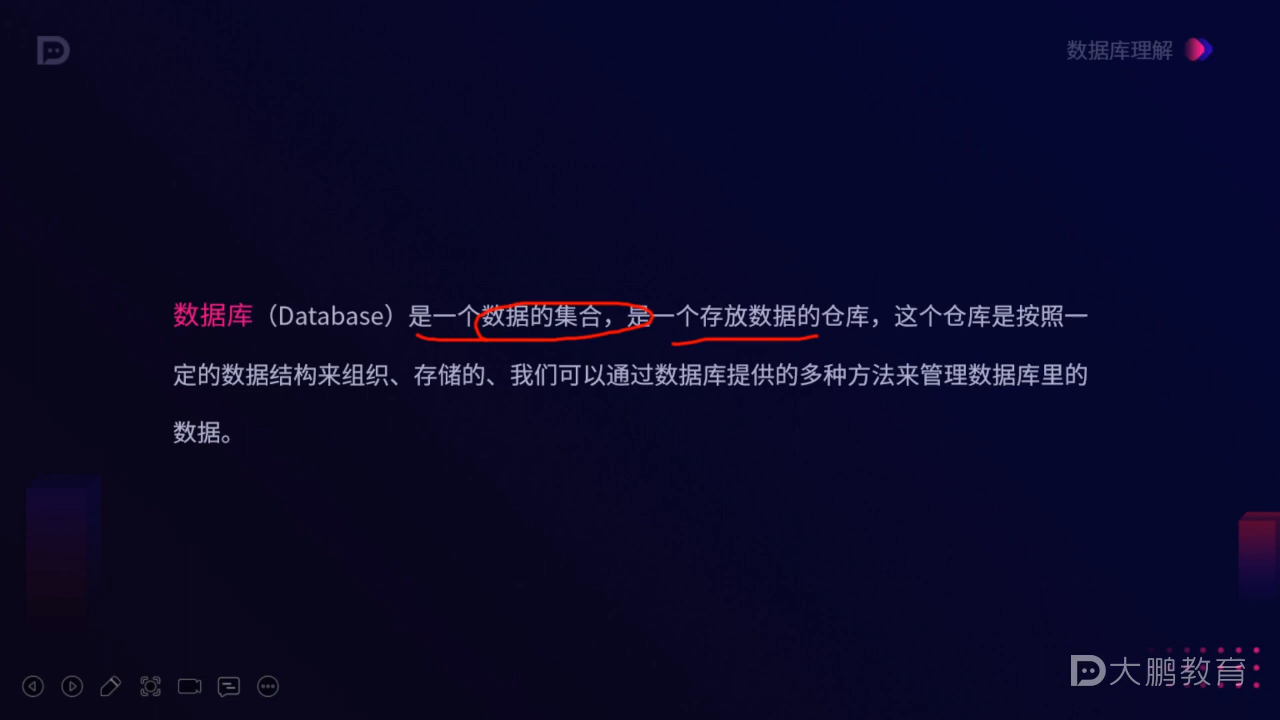 数据库理解
数据库（Database）是一个数据的集合，是一个存放数据的仓库，这个仓库是按照一
定的数据结构来组织、存储的、我们可以通过数据库提供的多种方法来管理数据库里的
数据。
大鹏教育